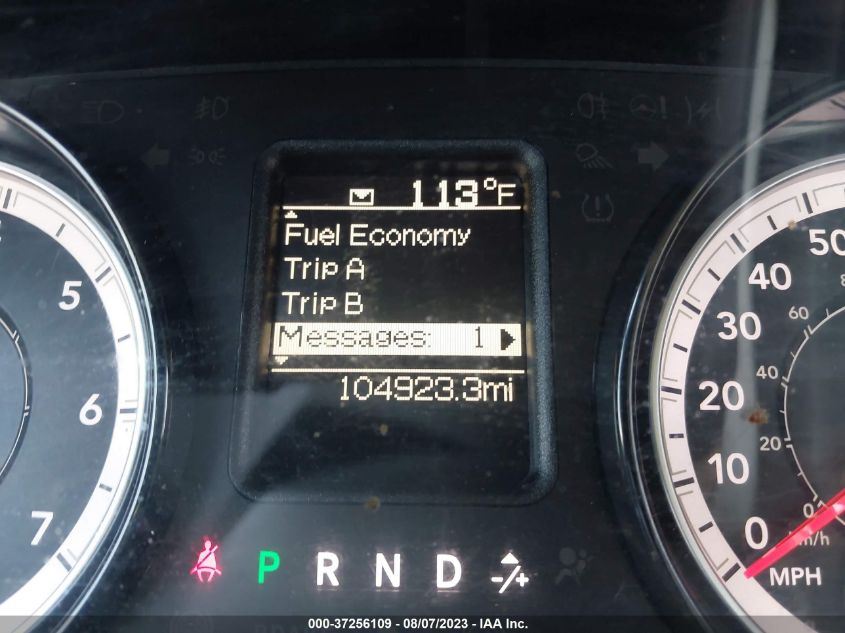 113°F
Fuel Economy
Trip A
Trip B
Messages: 1
104923.3mi
5
6
7
50
40
30
20
10
0
60
40
20
0
km/h
MPH
P R N D -/+
000-37256109 - 08/07/2023 - IAA Inc.